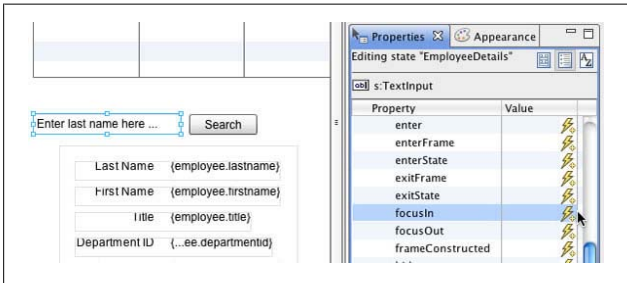 Properties Appearance
Editing state "EmployeeDetails"
s:TextInput
Property Value
enter
enterFrame
enterState
exitFrame
exitState
focusIn
focusOut
frameConstructed
Enter last name here ... Search
Last Name {employee.lastname}
First Name {employee.firstname}
Title {employee.title}
Department ID {...ee.departmentid}